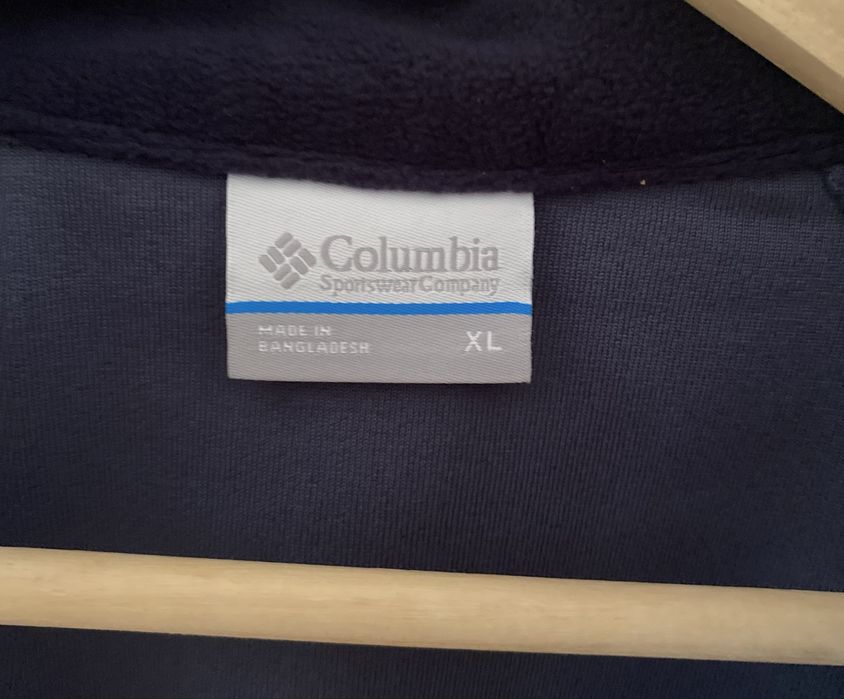 Columbia
Sportswear Company
MADE IN
BANGLADESH
XL